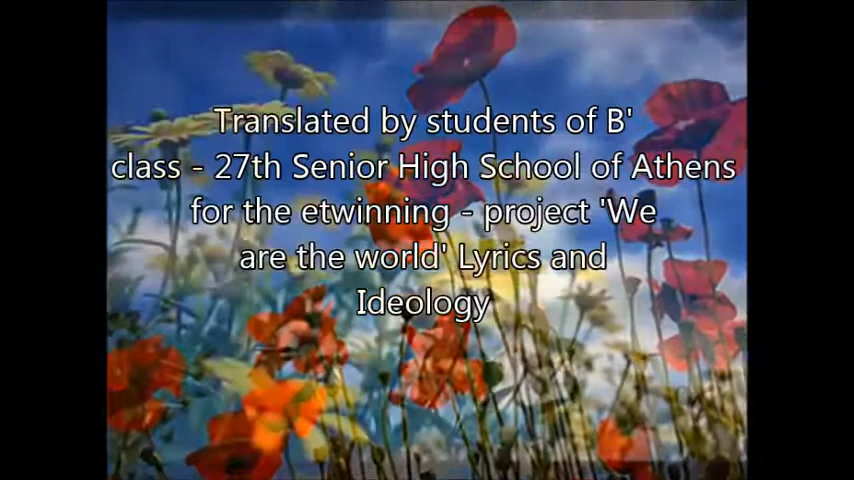 Translated by students of B'
class - 27th Senior High School of Athens
for the etwinning - project 'We
are the world' Lyrics and
Ideology